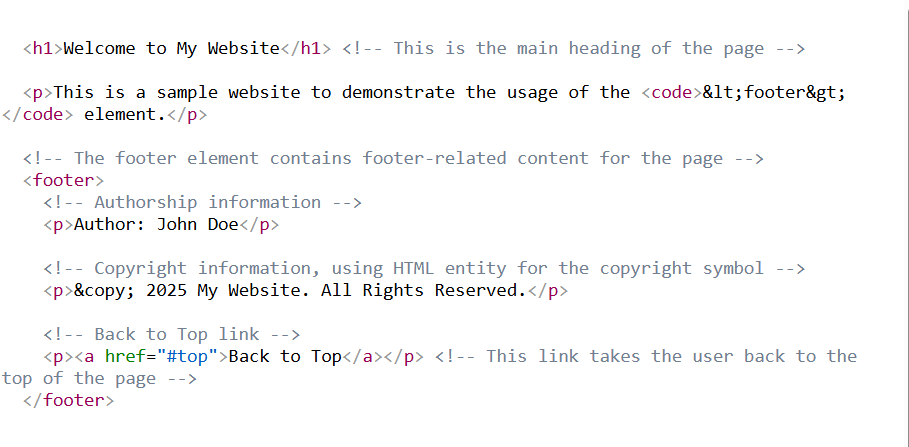 <h1>Welcome to My Website</h1> <!-- This is the main heading of the page -->
<p>This is a sample website to demonstrate the usage of the <code>&lt;footer&gt;
</code> element.</p>
<!-- The footer element contains footer-related content for the page -->
<footer>
<!-- Authorship information -->
<p>Author: John Doe</p>
<!-- Copyright information, using HTML entity for the copyright symbol -->
<p>&copy; 2025 My Website. All Rights Reserved.</p>
<!-- Back to Top link -->
<p><a href="#top">Back to Top</a></p> <!-- This link takes the user back to the
top of the page -->
</footer>